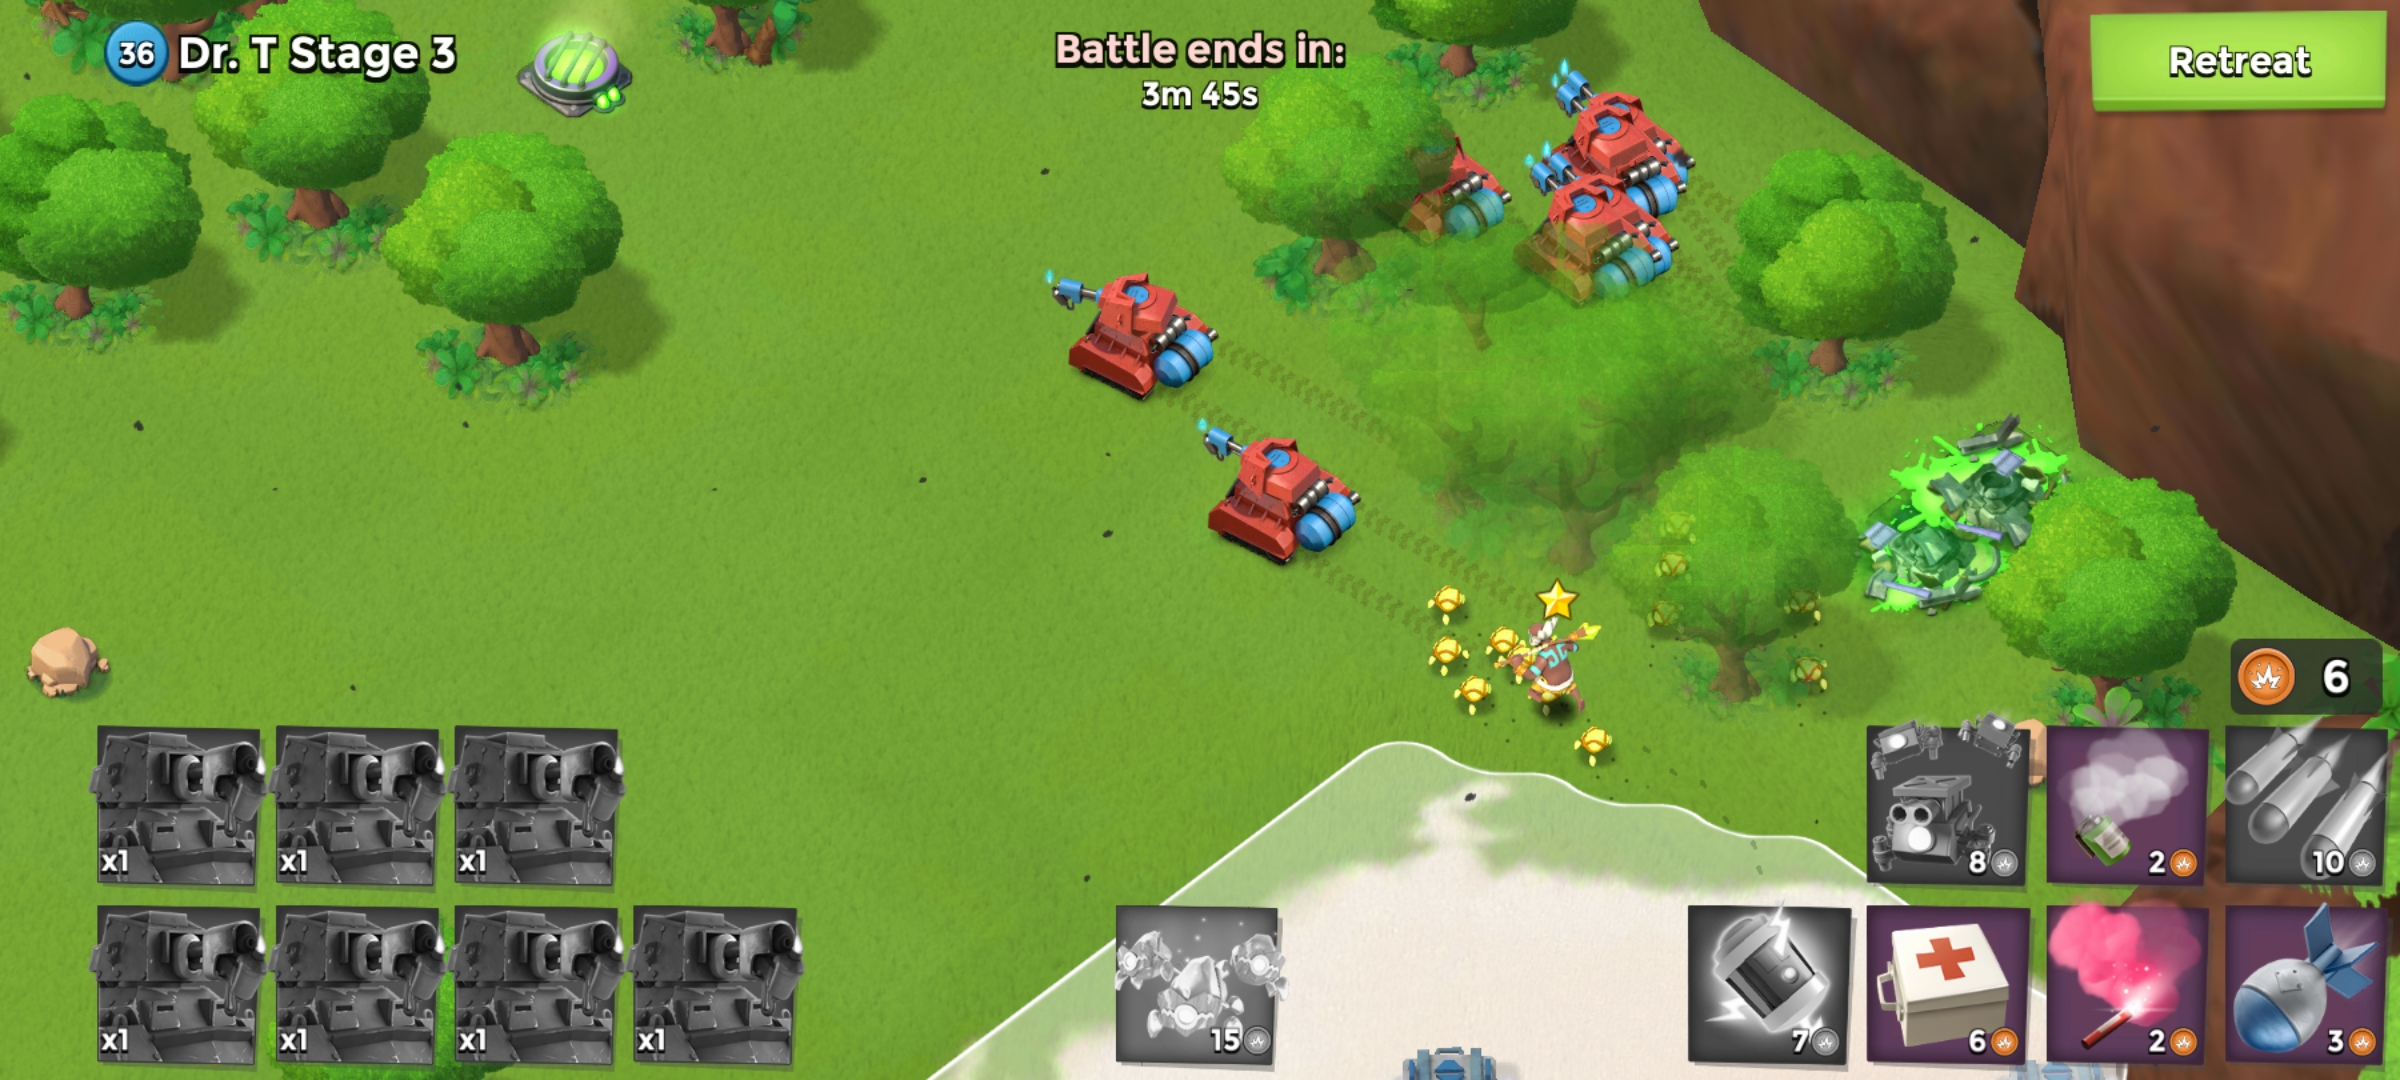 36 Dr. T Stage 3
Battle ends in:
3m 45s
Retreat
6
x1 x1 x1
8 2 10
x1 x1 x1 x1
15 7 6 2 3